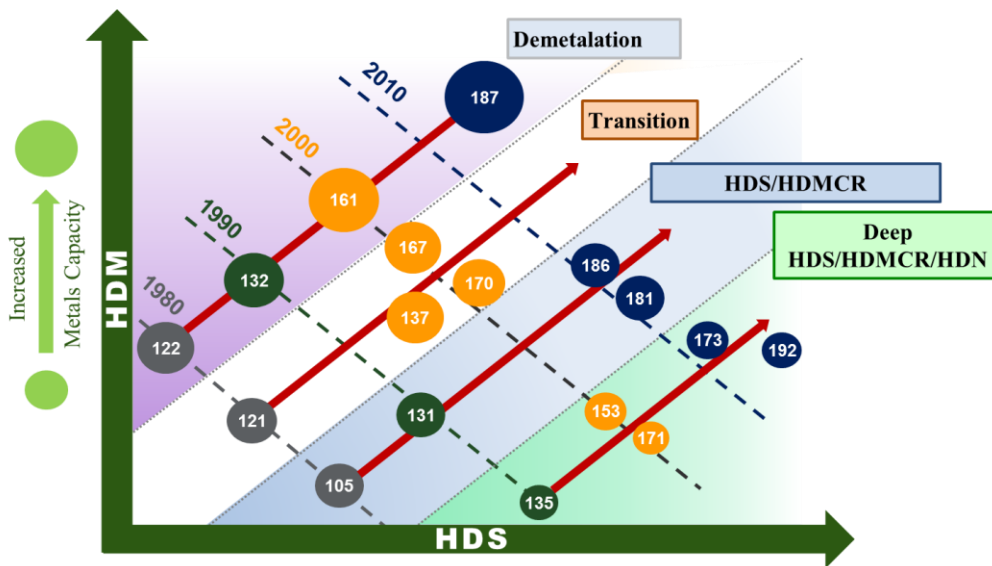 Demetalation
2010
187
Transition
2000
HDS/HDMCR
161
1990
Deep
HDS/HDMCR/HDN
167
186
132
170
181
137
Increased
Metals Capacity
HDM
1980
122
173
192
121
131
153
171
105
135
HDS